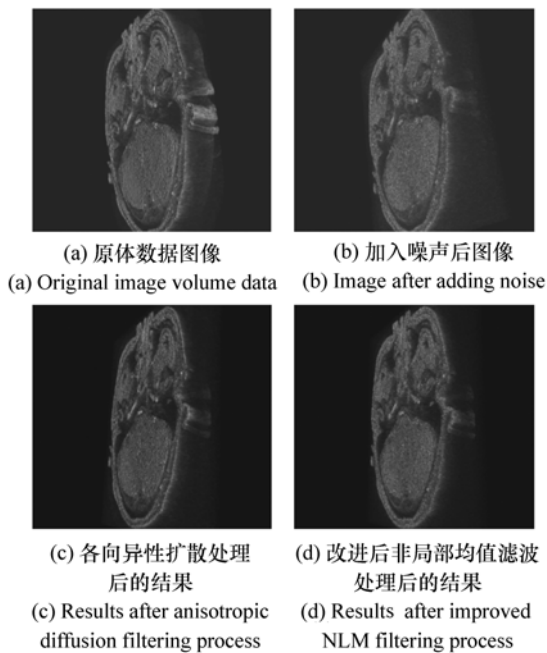 (a) 原体数据图像
(a) Original image volume data
(b) 加入噪声后图像
(b) Image after adding noise
(c) 各向异性扩散处理
后的结果
(c) Results after anisotropic
diffusion filtering process
(d) 改进后非局部均值滤波
处理后的结果
(d) Results after improved
NLM filtering process